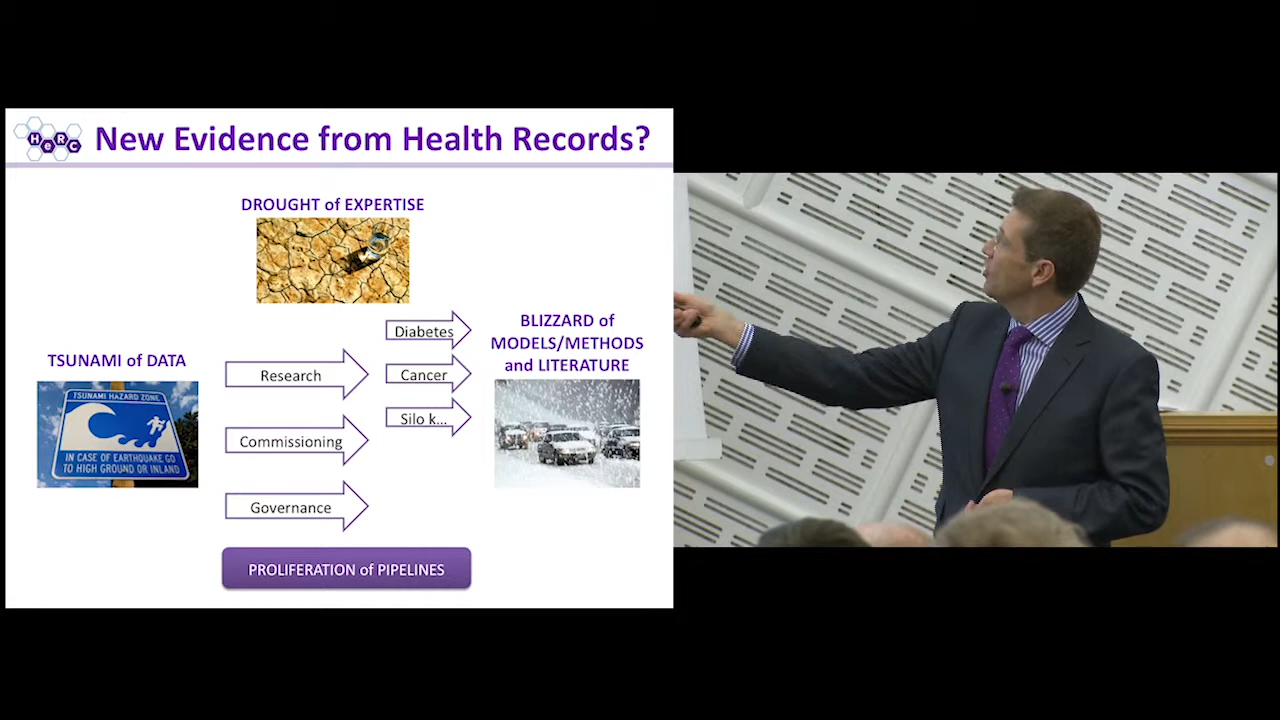 HeRC
New Evidence from Health Records?
DROUGHT of EXPERTISE
TSUNAMI of DATA
TSUNAMI HAZARD ZONE
IN CASE OF EARTHQUAKE GO
TO HIGH GROUND OR INLAND
Research
Commissioning
Governance
Diabetes
Cancer
Silo k...
BLIZZARD of
MODELS/METHODS
and LITERATURE
PROLIFERATION of PIPELINES